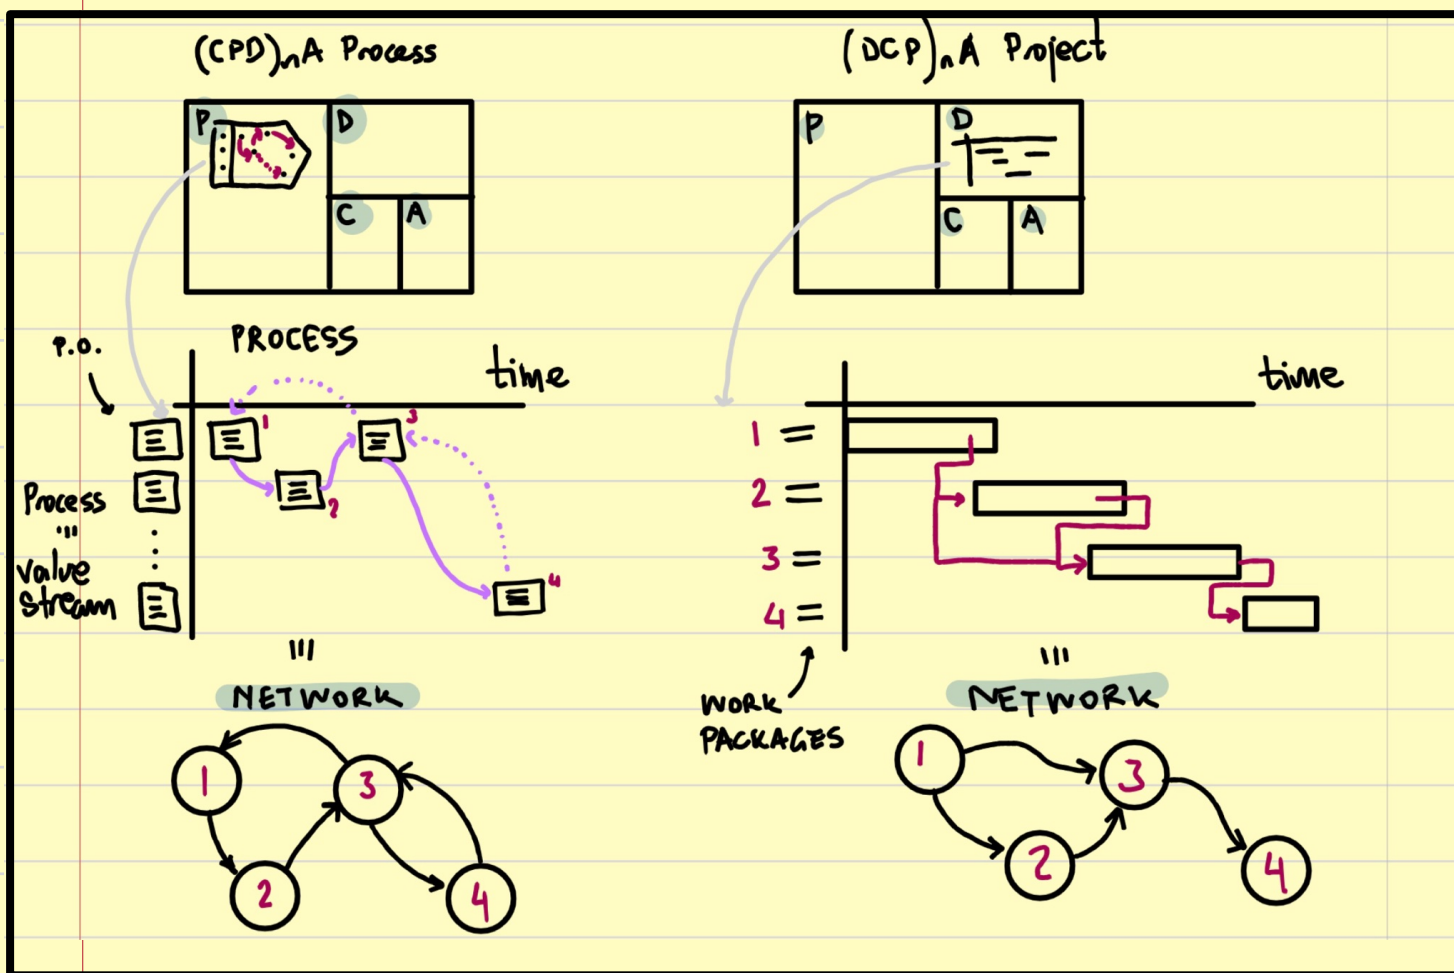 (CPD)nA Process
P
D
C
A
P.O.
PROCESS
time
1
3
2
4
Process
"'
Value
Stream
|||
NETWORK
1
3
2
4
(DCP)nA Project
P
D
C
A
time
1 =
2 =
3 =
4 =
WORK
PACKAGES
|||
NETWORK
1
3
2
4